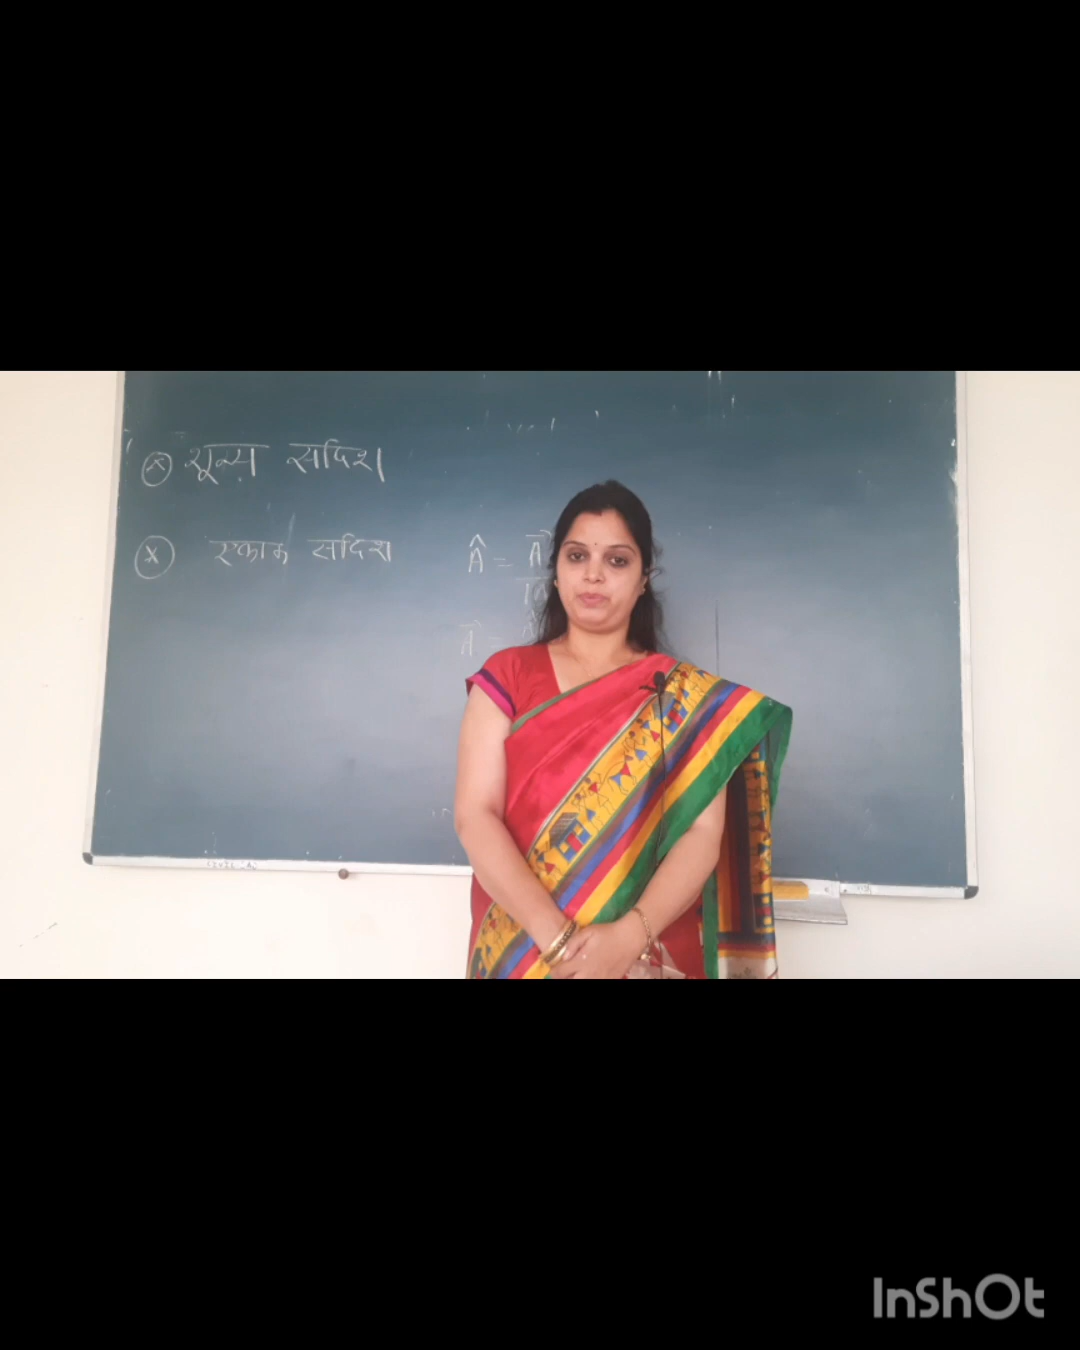 शून्य सदिश
एकांक सदिश Â = A⃗
A⃗ =
InShOt